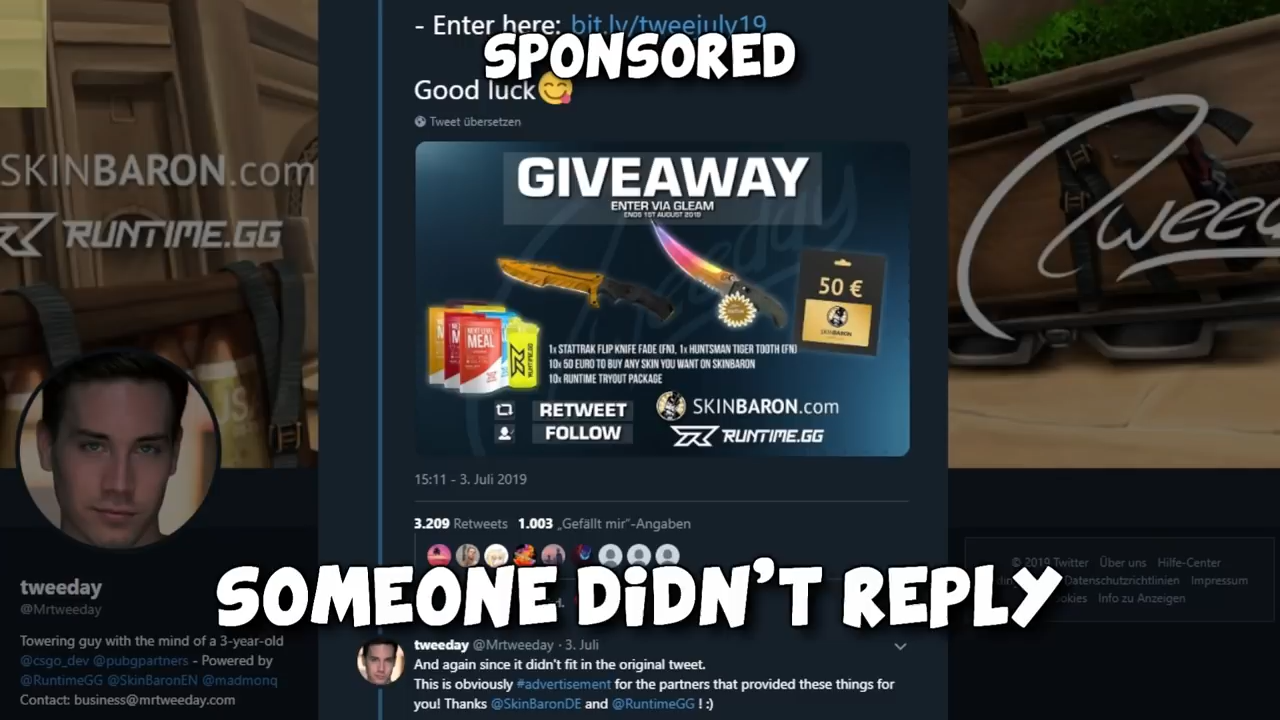 - Enter here: bit.ly/tweejuly19
SPONSORED
Good luck
Tweet übersetzen
SKINBARON.com
RUNTIME.GG
Tweed
GIVEAWAY
ENTER VIA GLEAM
ENDS 1ST AUGUST 2019
50 €
SKINBARON
NEXT LEVEL
MEAL
1X STATTRAK FLIP KNIFE FADE (FN), 1X HUNTSMAN TIGER TOOTH (FN)
10X 50 EURO TO BUY ANY SKIN YOU WANT ON SKINBARON
10X RUNTIME TRYOUT PACKAGE
RETWEET
FOLLOW
SKINBARON.com
RUNTIME.GG
15:11 - 3. Juli 2019
3.209 Retweets 1.003 „Gefällt mir"-Angaben
SOMEONE DiDN'T REPLY
© 2019 Twitter Über uns Hilfe-Center
Datenschutzrichtlinien Impressum
Info zu Anzeigen
tweeday
@Mrtweeday
Towering guy with the mind of a 3-year-old
@csgo_dev @pubgpartners - Powered by
@RuntimeGG @SkinBaronEN @madmonq
Contact: business@mrtweeday.com
tweeday @Mrtweeday · 3. Juli
And again since it didn't fit in the original tweet.
This is obviously #advertisement for the partners that provided these things for
you! Thanks @SkinBaronDE and @RuntimeGG ! :)